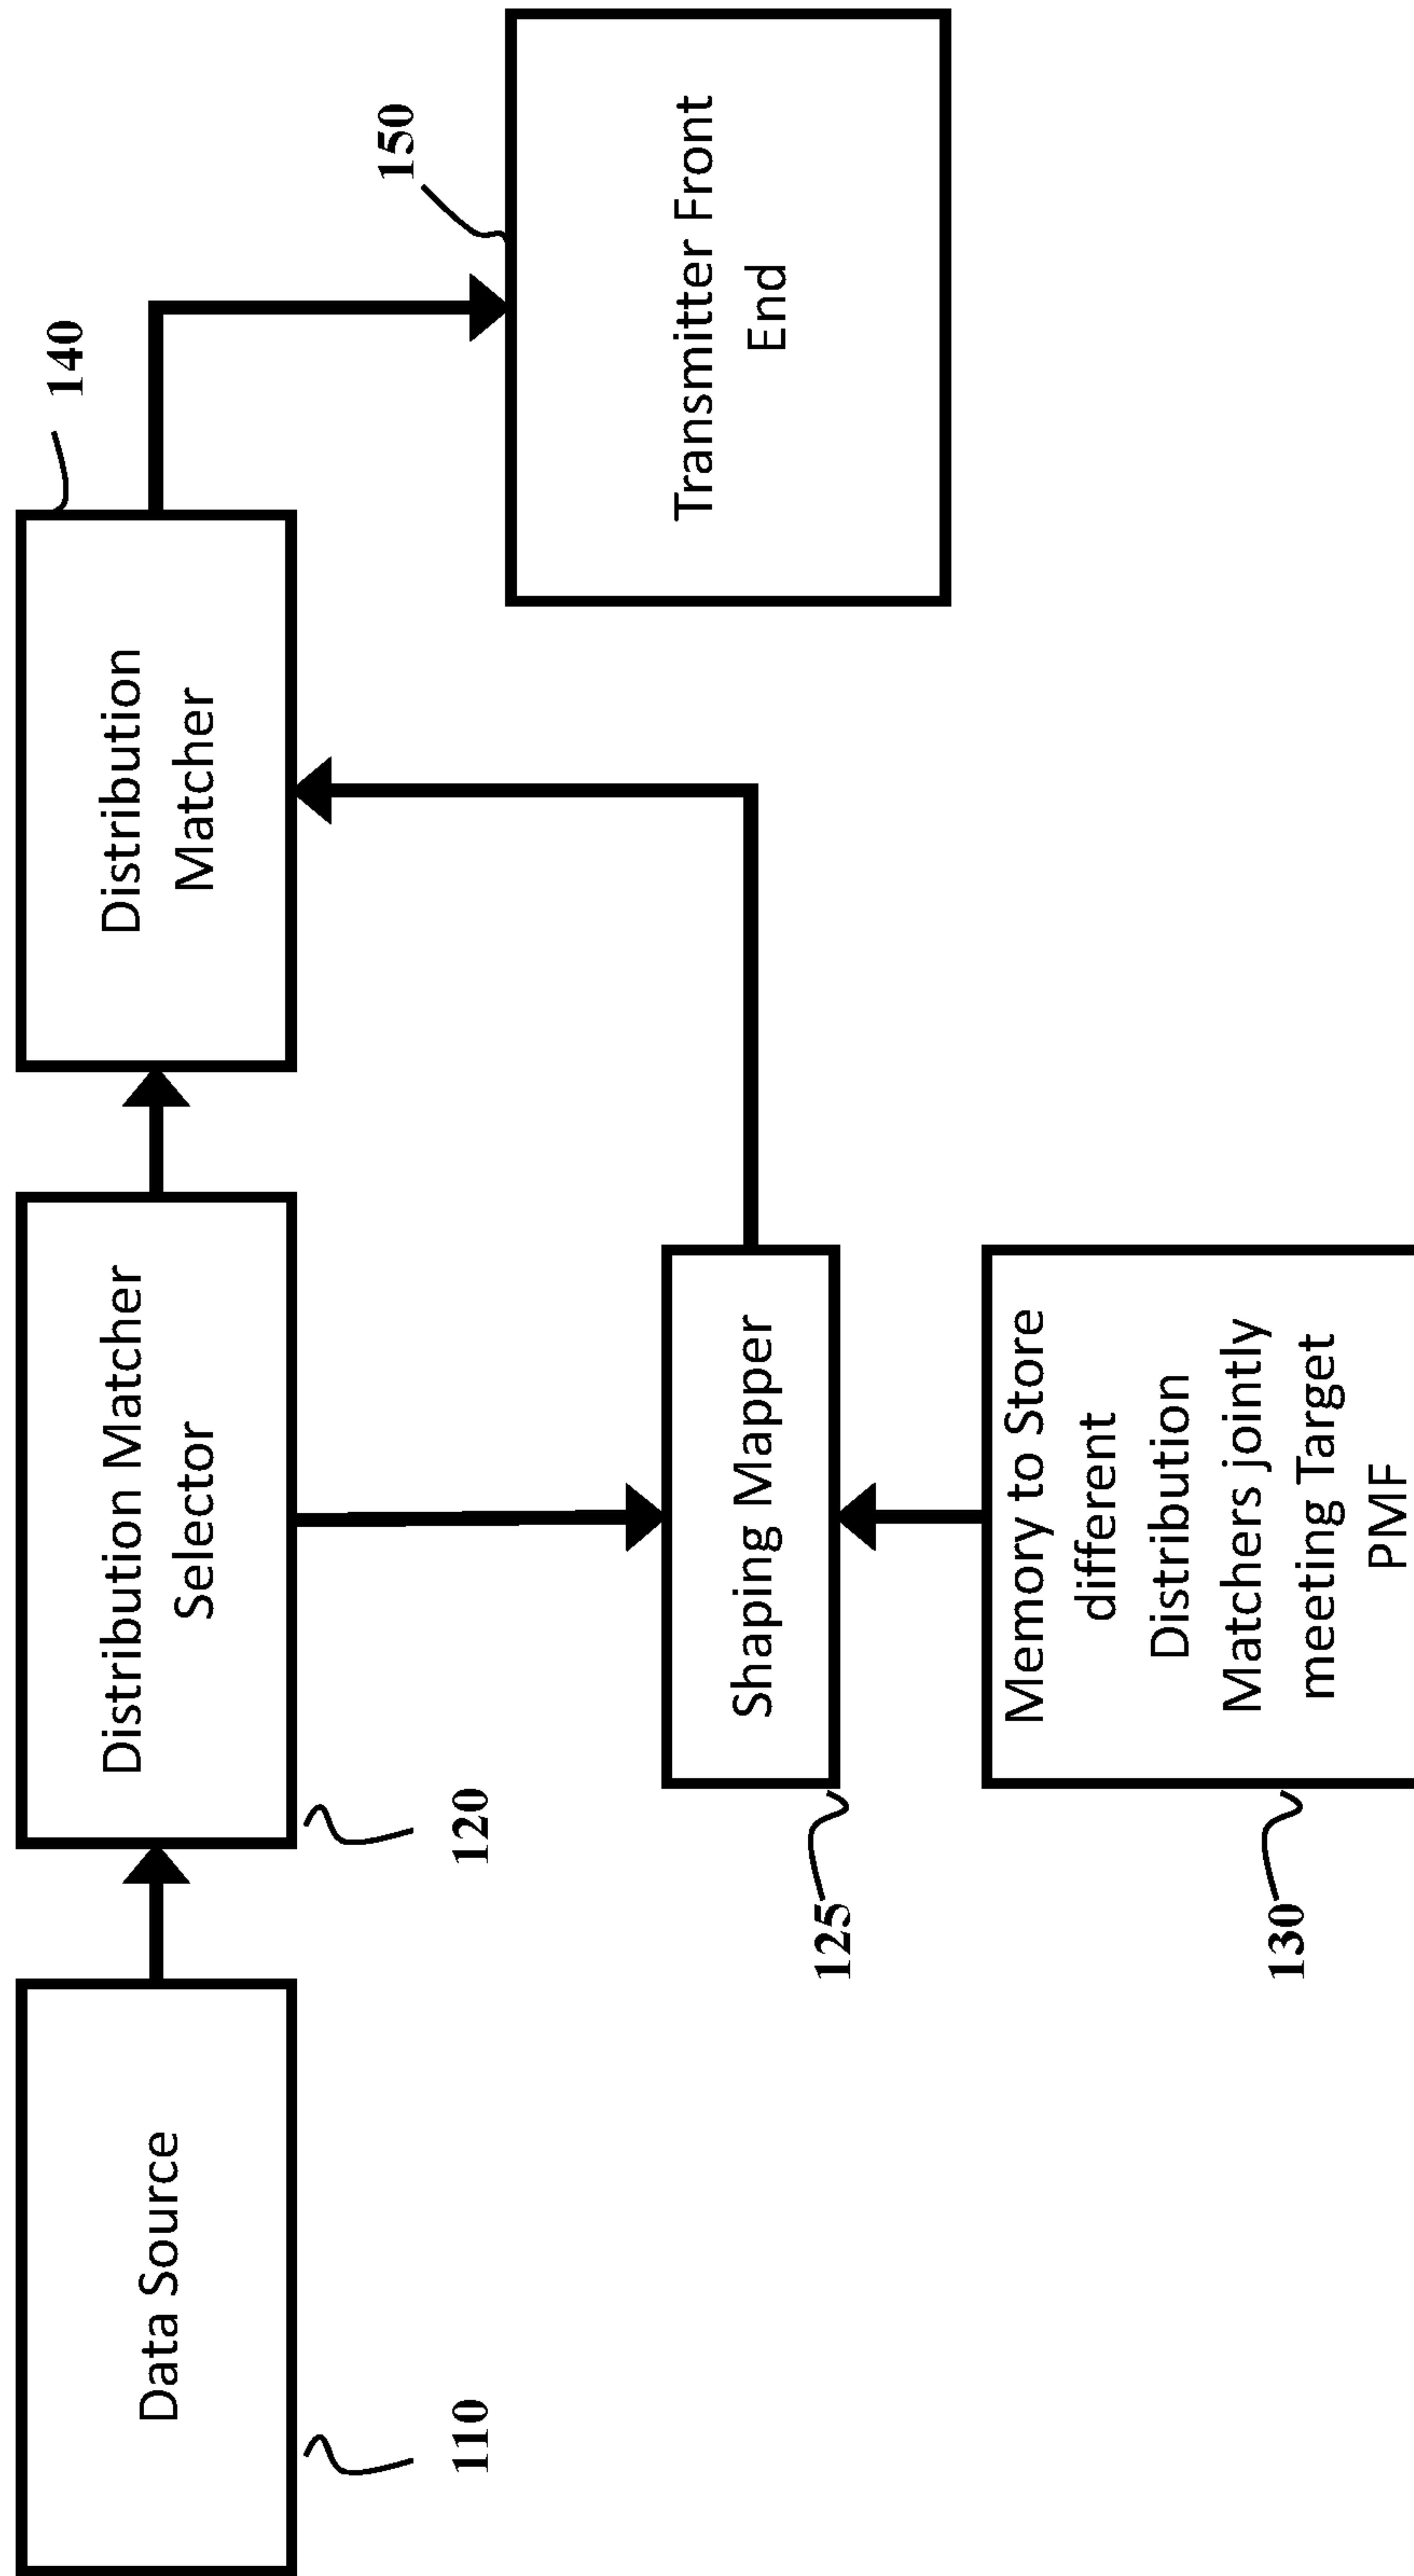 Data Source
110
Distribution Matcher
Selector
120
Distribution
Matcher
140
Shaping Mapper
125
Memory to Store
different
Distribution
Matchers jointly
meeting Target
PMF
130
Transmitter Front
End
150